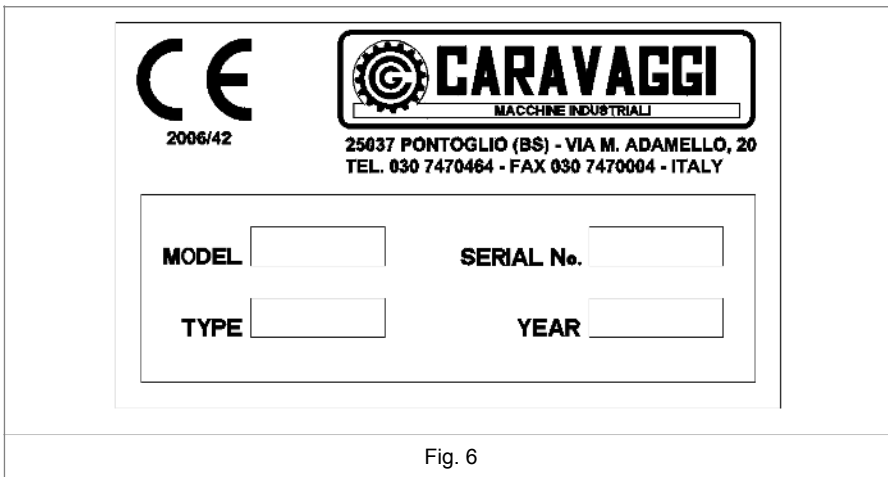 CE
2006/42
CG CARAVAGGI
MACCHINE INDUSTRIALI
25037 PONTOGLIO (BS) - VIA M. ADAMELLO, 20
TEL. 030 7470464 - FAX 030 7470004 - ITALY
MODEL SERIAL No.
TYPE YEAR
Fig. 6